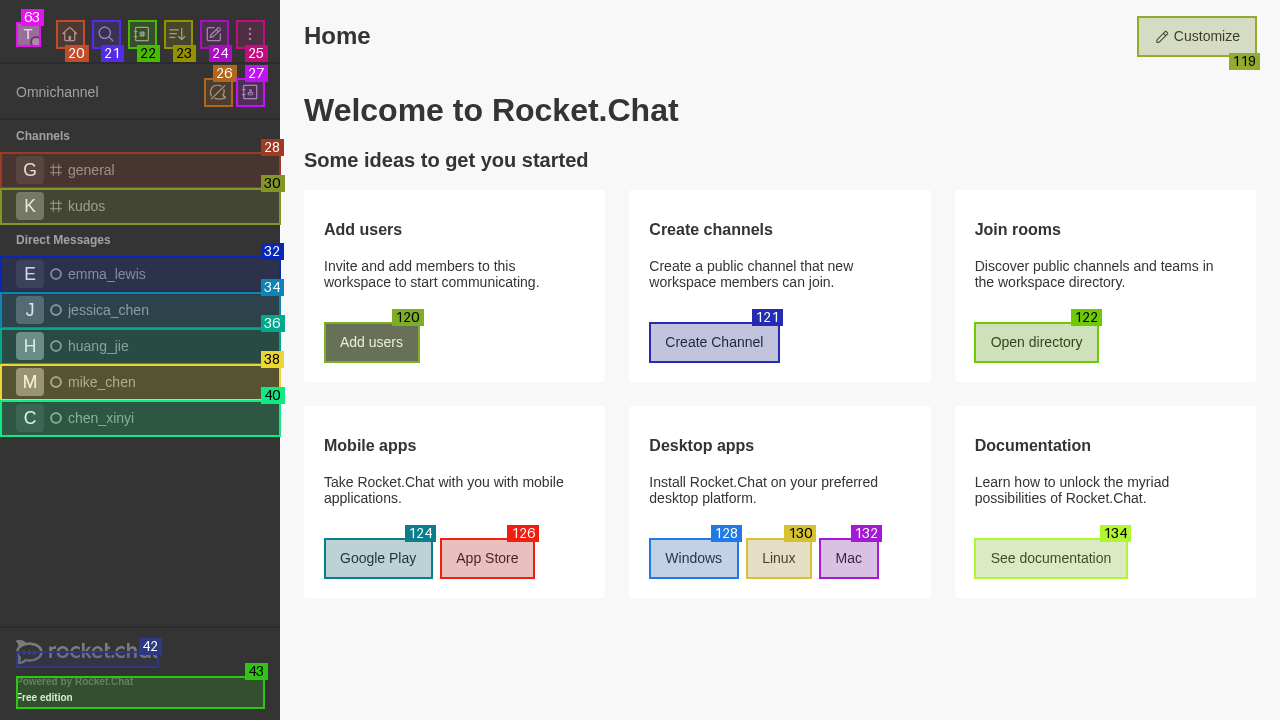 63
T
20
21
22
23
24
25
Omnichannel
26
27
Channels
28
G general
30
K kudos
Direct Messages
32
E emma_lewis
34
J jessica_chen
36
H huang_jie
38
M mike_chen
40
C chen_xinyi
42
rocket.chat
43
Powered by Rocket.Chat
Free edition
Home
Customize
119
Welcome to Rocket.Chat
Some ideas to get you started
Add users
Invite and add members to this
workspace to start communicating.
120
Add users
Create channels
Create a public channel that new
workspace members can join.
121
Create Channel
Join rooms
Discover public channels and teams in
the workspace directory.
122
Open directory
Mobile apps
Take Rocket.Chat with you with mobile
applications.
124
126
Google Play
App Store
Desktop apps
Install Rocket.Chat on your preferred
desktop platform.
128
130
132
Windows
Linux
Mac
Documentation
Learn how to unlock the myriad
possibilities of Rocket.Chat.
134
See documentation